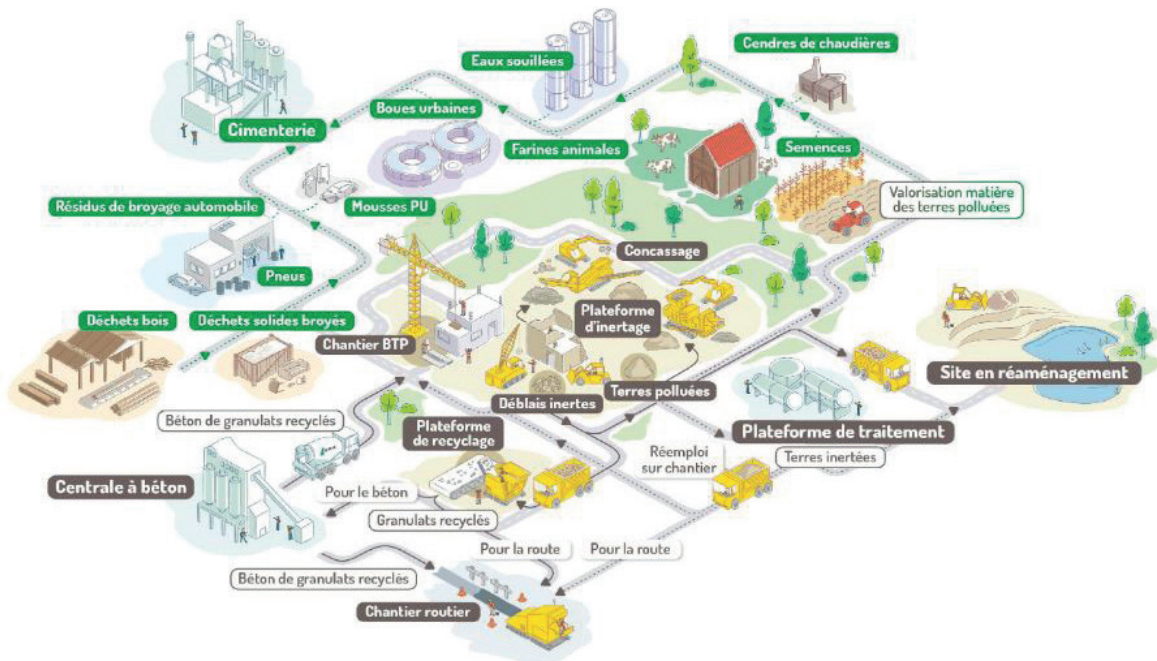 Cendres de chaudières
Eaux souillées
Boues urbaines
Cimenterie
Farines animales
Semences
Valorisation matière
des terres polluées
Résidus de broyage automobile
Mousses PU
Concassage
Pneus
Plateforme
d'inertage
Déchets bois
Déchets solides broyés
Chantier BTP
Site en réaménagement
Terres polluées
Déblais inertes
Béton de granulats recyclés
Plateforme
de recyclage
Plateforme de traitement
Réemploi
sur chantier
Terres inertées
Centrale à béton
Pour le béton
Granulats recyclés
Pour la route
Pour la route
Béton de granulats recyclés
Chantier routier